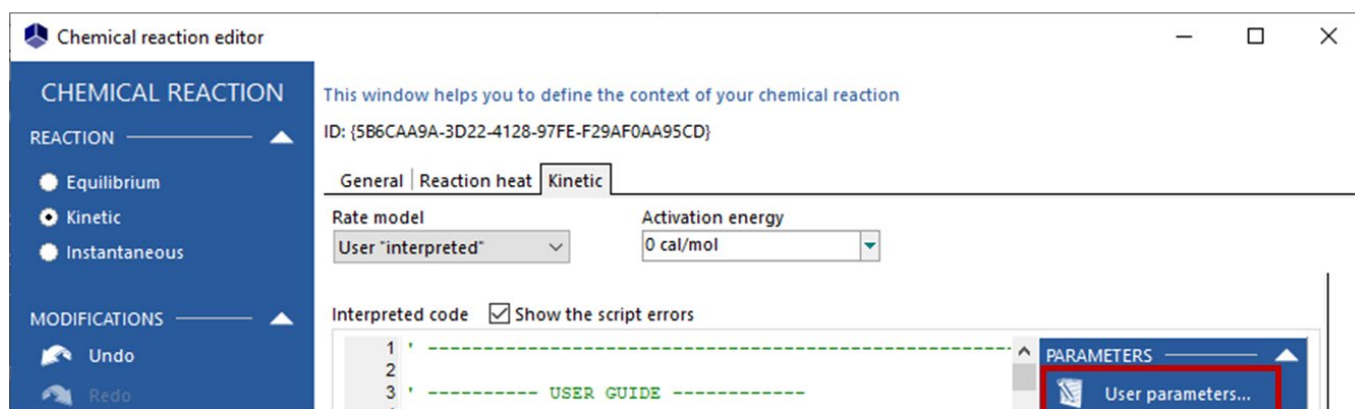 Chemical reaction editor
CHEMICAL REACTION
REACTION
Equilibrium
Kinetic
Instantaneous
MODIFICATIONS
Undo
Redo
This window helps you to define the context of your chemical reaction
ID: {5B6CAA9A-3D22-4128-97FE-F29AF0AA95CD}
General Reaction heat Kinetic
Rate model Activation energy
User "interpreted" 0 cal/mol
Interpreted code Show the script errors
1 ' ----------------------------------------------------------
2
3 ' ---------- USER GUIDE ------------
PARAMETERS
User parameters...